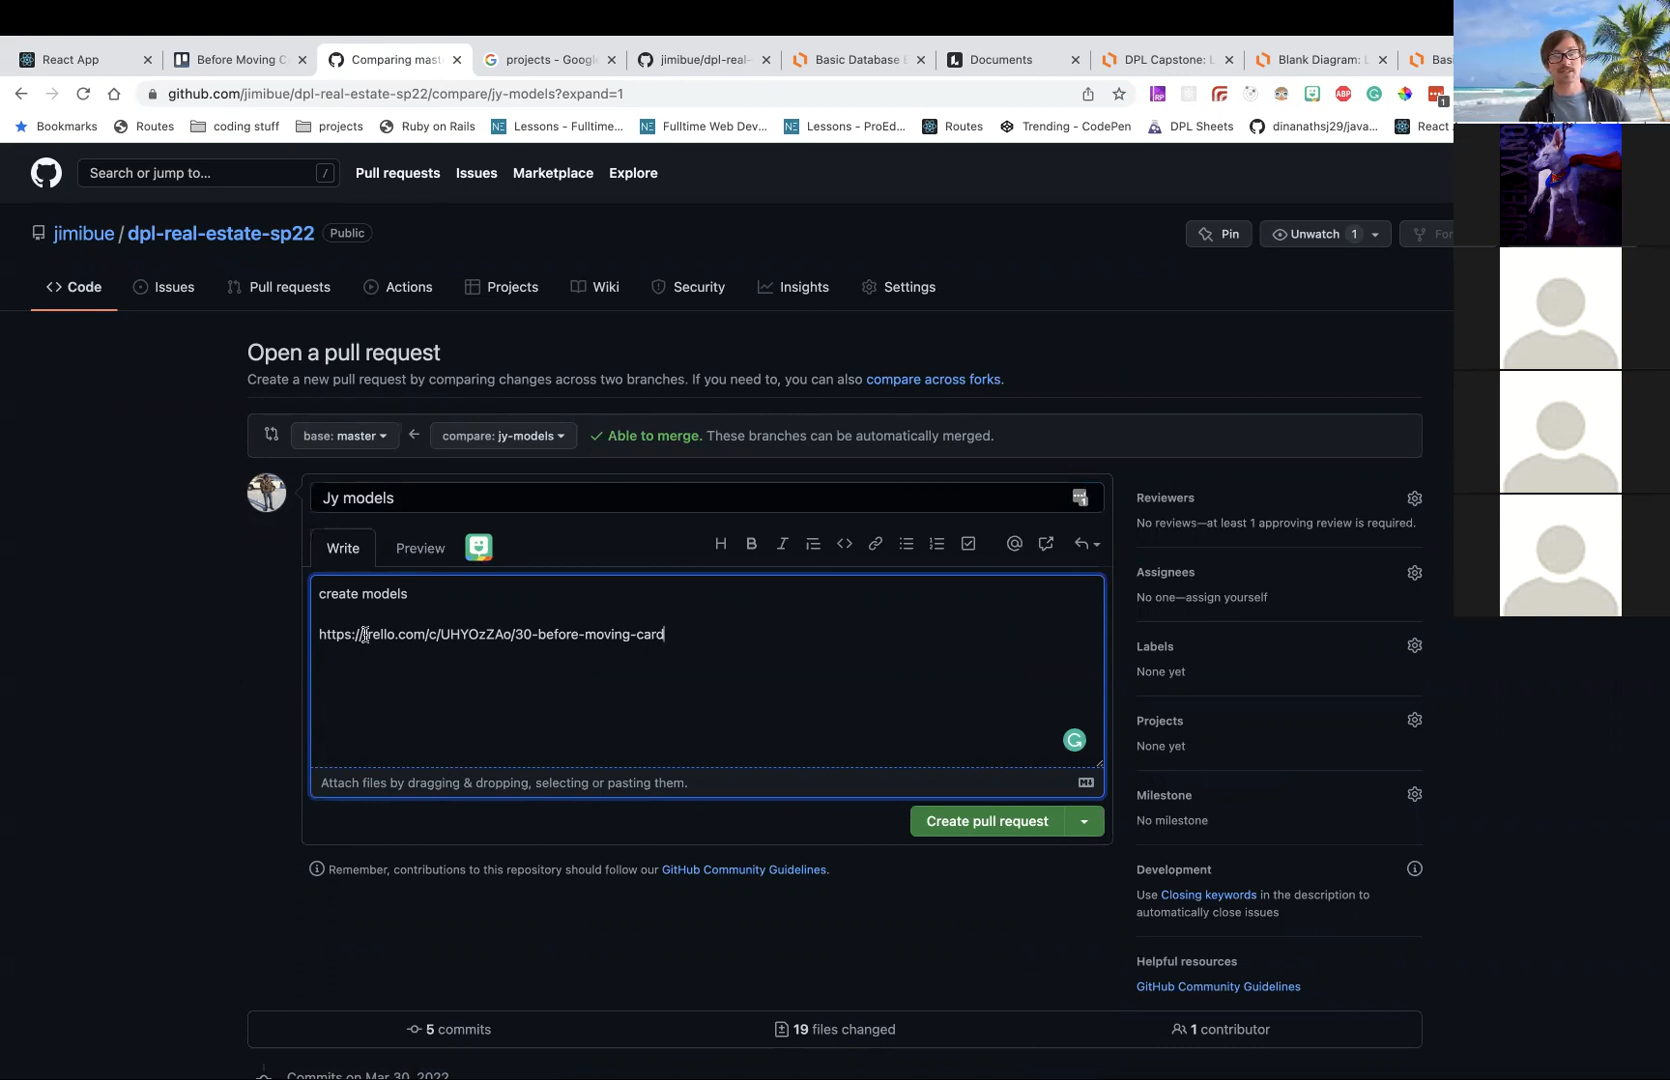 React App
Before Moving C
Comparing mast
projects - Google
jimibue/dpl-real-
Basic Database E
Documents
DPL Capstone: L
Blank Diagram: L
Bas
github.com/jimibue/dpl-real-estate-sp22/compare/jy-models?expand=1
ABP
1
Bookmarks
Routes
coding stuff
projects
Ruby on Rails
Lessons - Fulltime...
Fulltime Web Dev...
Lessons - ProEd...
Routes
Trending - CodePen
DPL Sheets
dinanathsj29/java...
React
Search or jump to...
/
Pull requests
Issues
Marketplace
Explore
jimibue / dpl-real-estate-sp22
Public
Pin
Unwatch 1
For
Code
Issues
Pull requests
Actions
Projects
Wiki
Security
Insights
Settings
Open a pull request
Create a new pull request by comparing changes across two branches. If you need to, you can also compare across forks.
base: master
compare: jy-models
Able to merge. These branches can be automatically merged.
Jy models
Write
Preview
create models
https://trello.com/c/UHYOzZAo/30-before-moving-card
Attach files by dragging & dropping, selecting or pasting them.
Create pull request
Remember, contributions to this repository should follow our GitHub Community Guidelines.
Reviewers
No reviews—at least 1 approving review is required.
Assignees
No one—assign yourself
Labels
None yet
Projects
None yet
Milestone
No milestone
Development
Use Closing keywords in the description to
automatically close issues
Helpful resources
GitHub Community Guidelines
5 commits
19 files changed
1 contributor
Commits on Mar 30, 2022